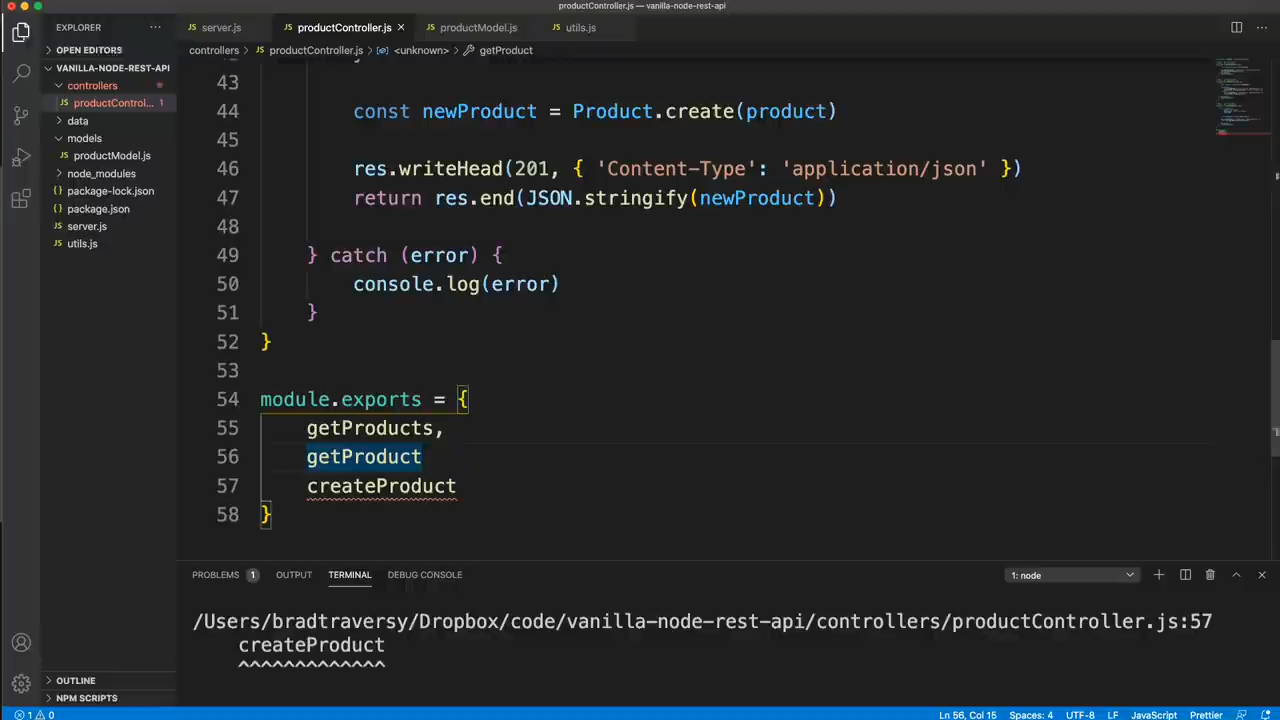 productController.js — vanilla-node-rest-api
EXPLORER
server.js
productController.js
productModel.js
utils.js
OPEN EDITORS
controllers > productController.js > <unknown> > getProduct
VANILLA-NODE-REST-API
controllers
productControl... 1
data
models
productModel.js
node_modules
package-lock.json
package.json
server.js
utils.js
43
44 const newProduct = Product.create(product)
45
46 res.writeHead(201, { 'Content-Type': 'application/json' })
47 return res.end(JSON.stringify(newProduct))
48
49 } catch (error) {
50 console.log(error)
51 }
52 }
53
54 module.exports = {
55 getProducts,
56 getProduct
57 createProduct
58 }
PROBLEMS 1 OUTPUT TERMINAL DEBUG CONSOLE 1: node
/Users/bradtraversy/Dropbox/code/vanilla-node-rest-api/controllers/productController.js:57
createProduct
^^^^^^^^^^^^^
OUTLINE
NPM SCRIPTS
1 0 Ln 56, Col 15 Spaces: 4 UTF-8 LF JavaScript Prettier